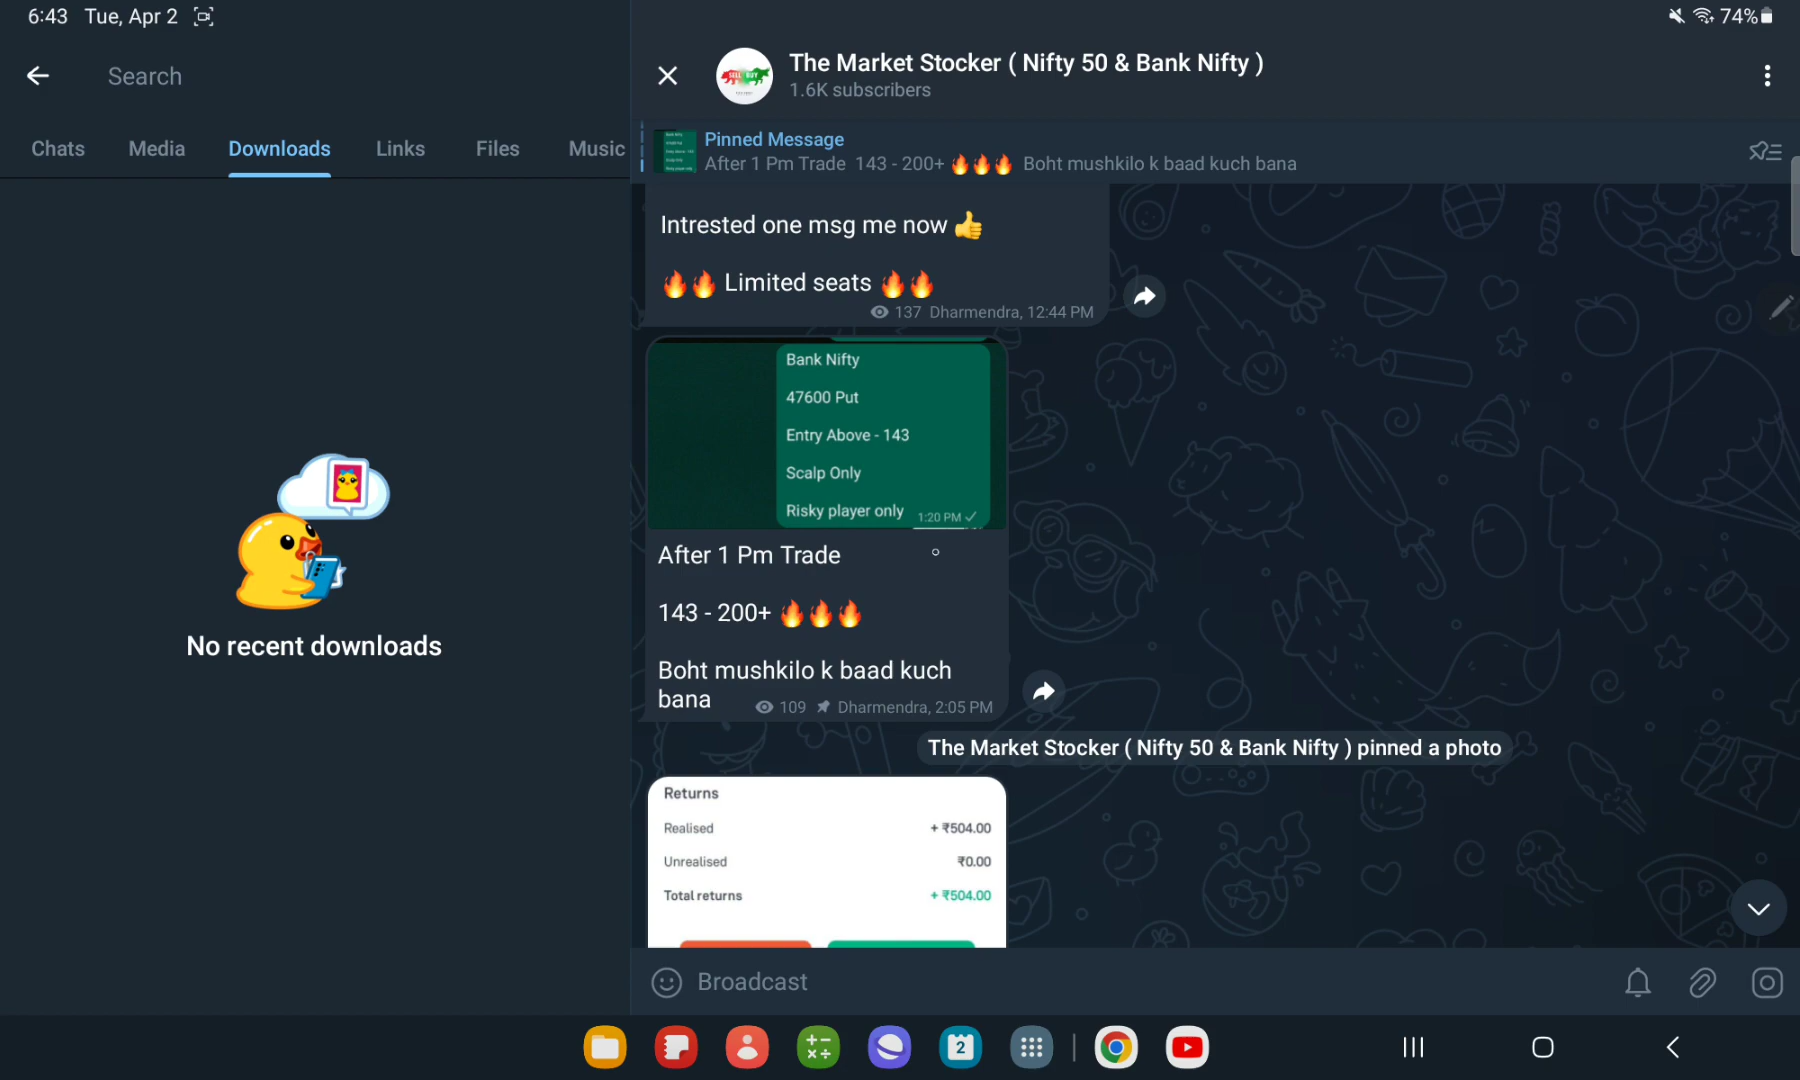 6:43 Tue, Apr 2
74%
Search
Chats Media Downloads Links Files Music
No recent downloads
The Market Stocker ( Nifty 50 & Bank Nifty )
1.6K subscribers
Pinned Message
After 1 Pm Trade 143 - 200+ 🔥🔥🔥 Boht mushkilo k baad kuch bana
Intrested one msg me now 👍
🔥🔥 Limited seats 🔥🔥
137 Dharmendra, 12:44 PM
Bank Nifty
47600 Put
Entry Above - 143
Scalp Only
Risky player only 1:20 PM
After 1 Pm Trade
143 - 200+ 🔥🔥🔥
Boht mushkilo k baad kuch
bana
109 Dharmendra, 2:05 PM
The Market Stocker ( Nifty 50 & Bank Nifty ) pinned a photo
Returns
Realised + ₹504.00
Unrealised ₹0.00
Total returns + ₹504.00
Broadcast
2